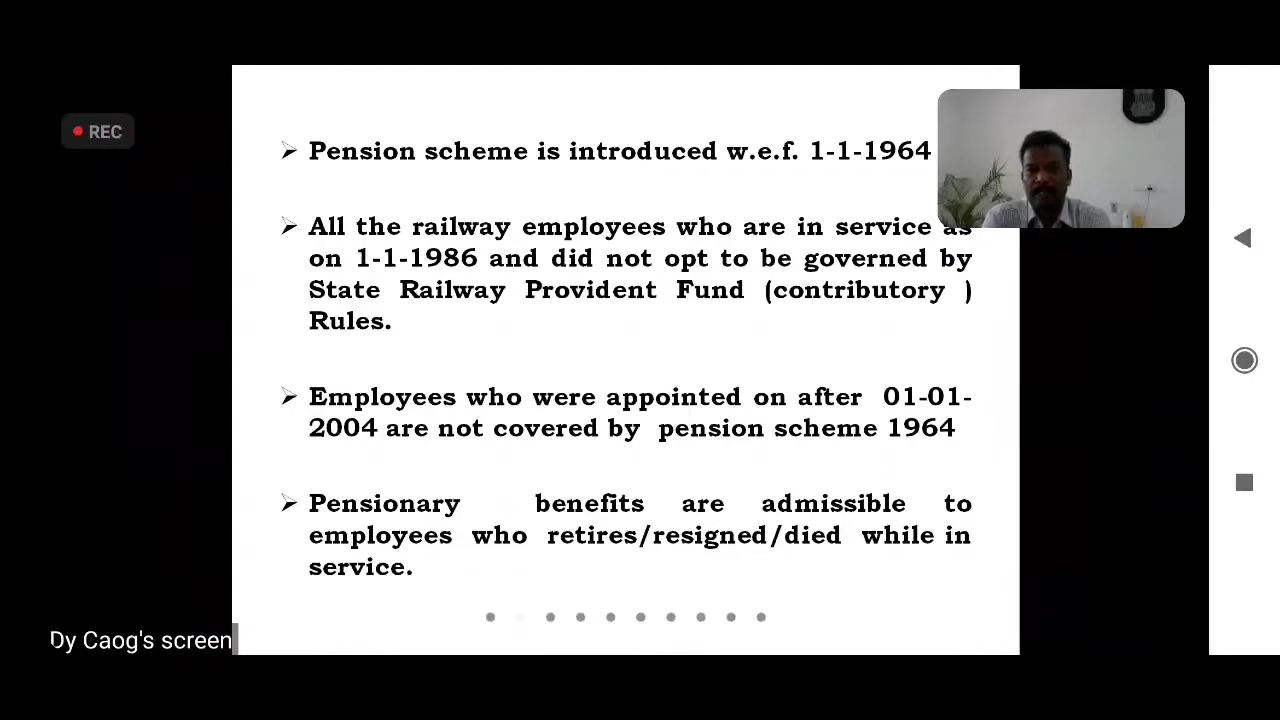 REC
➢ Pension scheme is introduced w.e.f. 1-1-1964
➢ All the railway employees who are in service as
on 1-1-1986 and did not opt to be governed by
State Railway Provident Fund (contributory )
Rules.
➢ Employees who were appointed on after 01-01-
2004 are not covered by pension scheme 1964
➢ Pensionary benefits are admissible to
employees who retires/resigned/died while in
service.
Dy Caog's screen